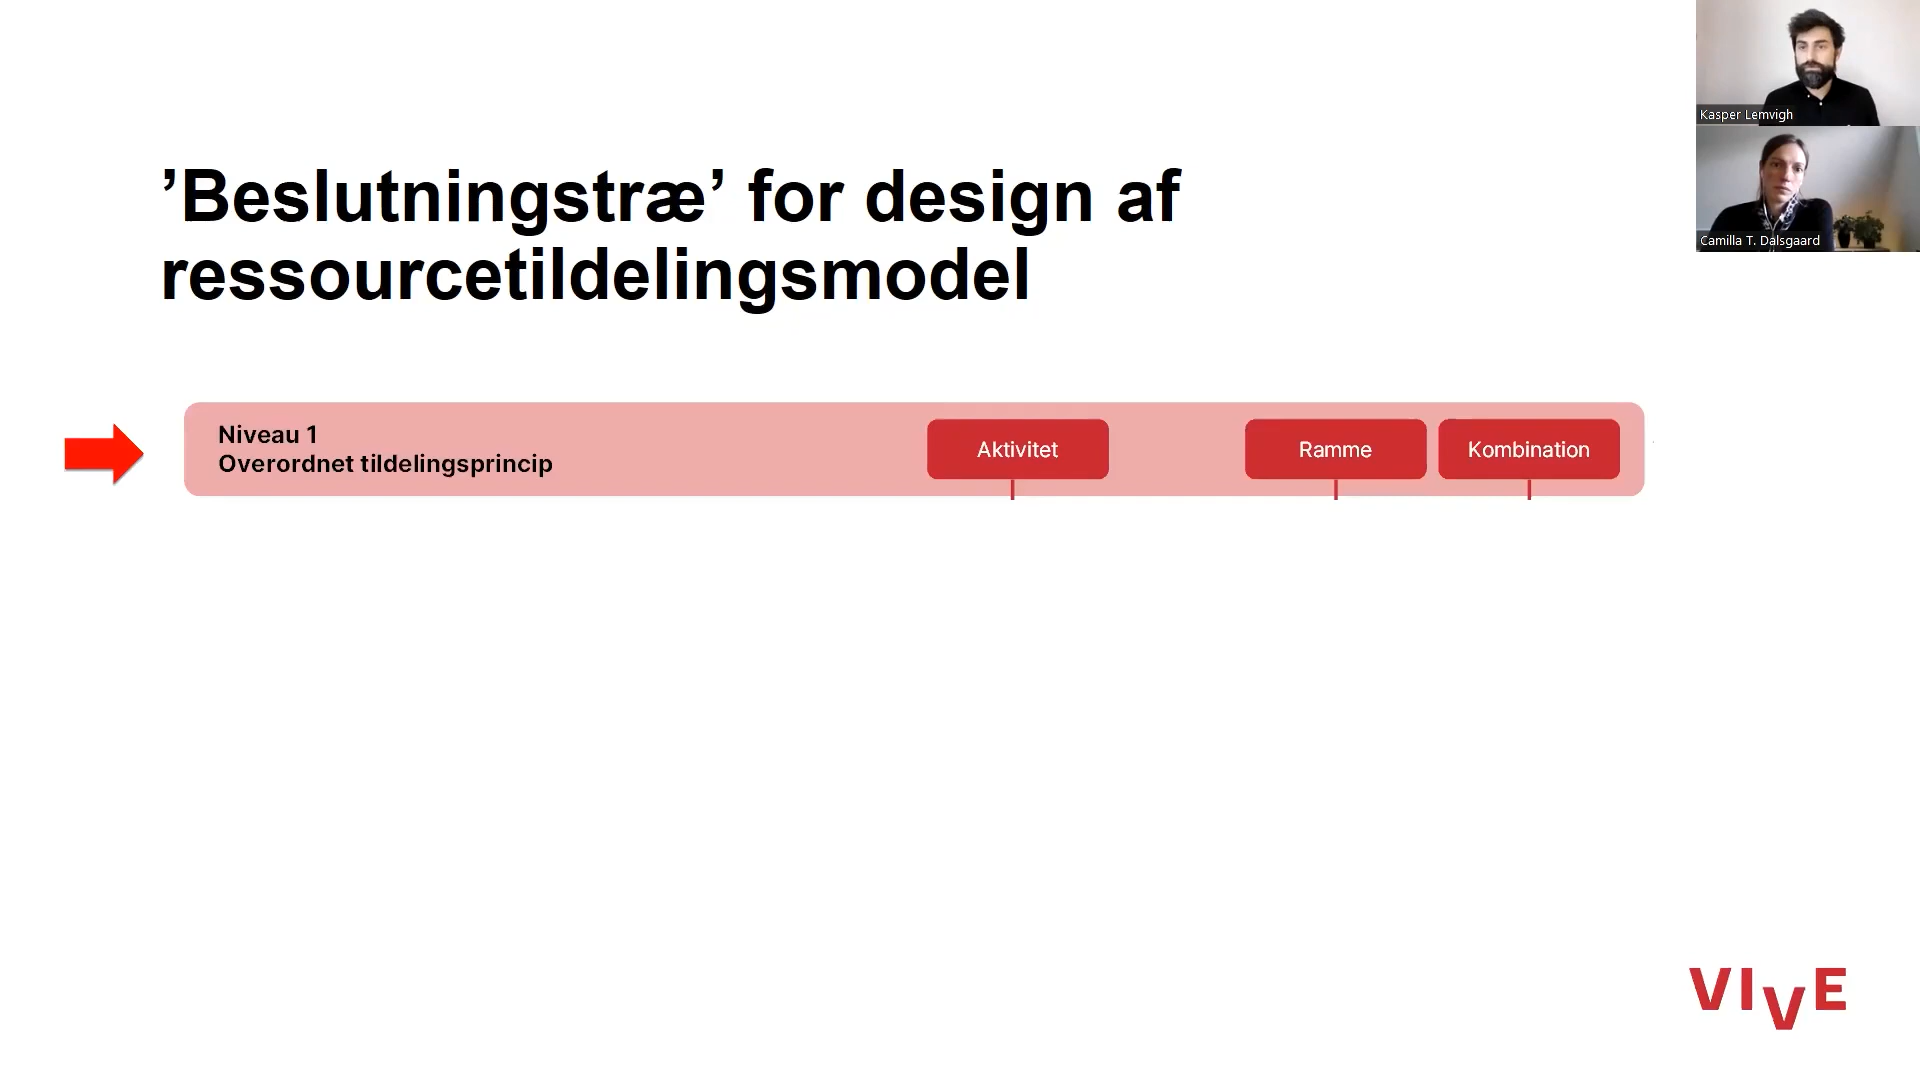 ’Beslutningstræ’ for design af
ressourcetildelingsmodel
Niveau 1
Overordnet tildelingsprincip
Aktivitet
Ramme
Kombination
Kasper Lemvigh
Camilla T. Dalsgaard
VIVE